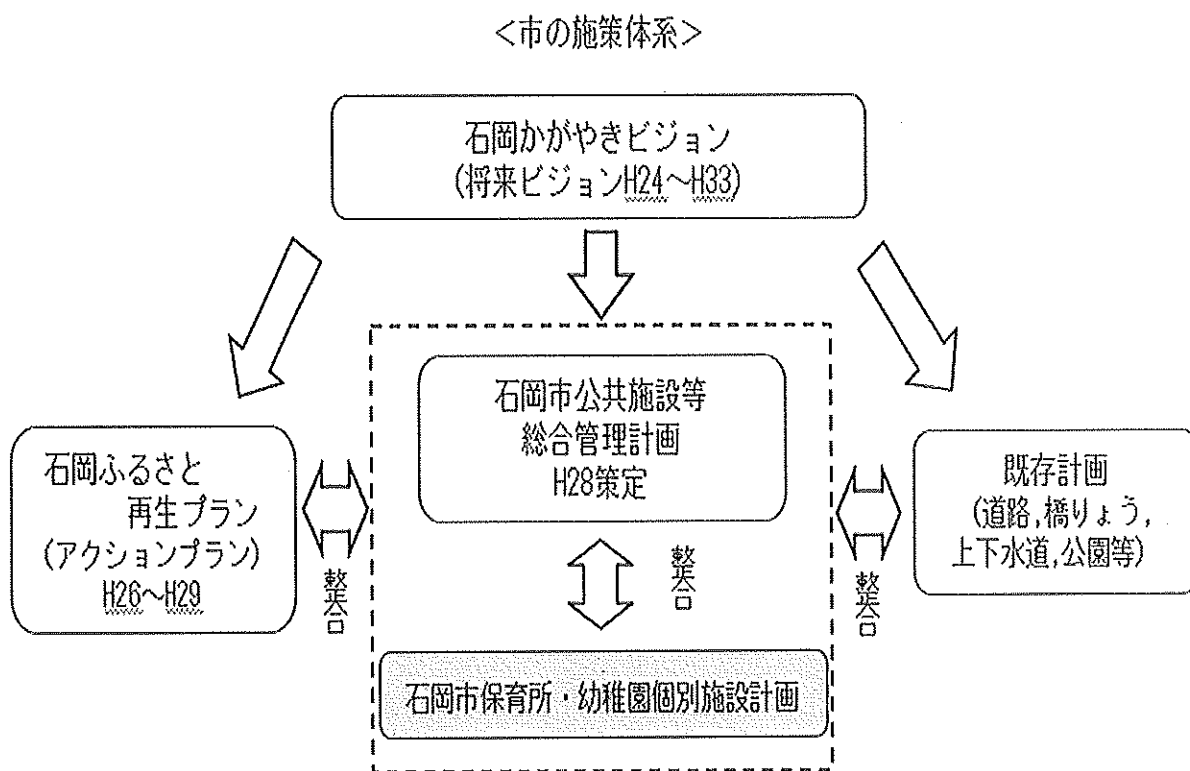 ＜市の施策体系＞
石岡かがやきビジョン
(将来ビジョンH24～H33)
石岡市公共施設等
総合管理計画
H28策定
石岡ふるさと
再生プラン
(アクションプラン)
H26～H29
整合
整合
整合
既存計画
(道路,橋りょう,
上下水道,公園等)
石岡市保育所・幼稚園個別施設計画